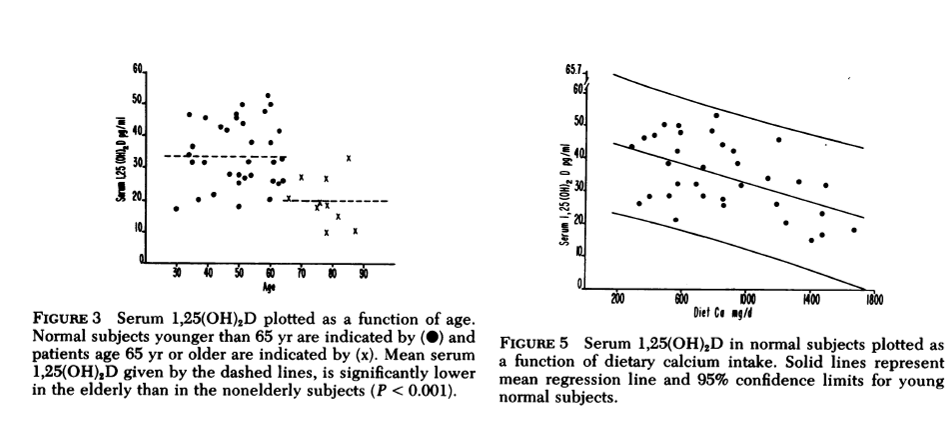 60
50
40
30
20
10
0
Serum 1,25 (OH)₂D pg/ml
30 40 50 60 70 80 90
Age
FIGURE 3 Serum 1,25(OH)₂D plotted as a function of age.
Normal subjects younger than 65 yr are indicated by (●) and
patients age 65 yr or older are indicated by (x). Mean serum
1,25(OH)₂D given by the dashed lines, is significantly lower
in the elderly than in the nonelderly subjects (P < 0.001).
65.7
60
50
40
30
20
10
0
Serum 1,25 (OH)₂ D pg/ml
200 600 1000 1400 1800
Diet Ca mg/d
FIGURE 5 Serum 1,25(OH)₂D in normal subjects plotted as
a function of dietary calcium intake. Solid lines represent
mean regression line and 95% confidence limits for young
normal subjects.